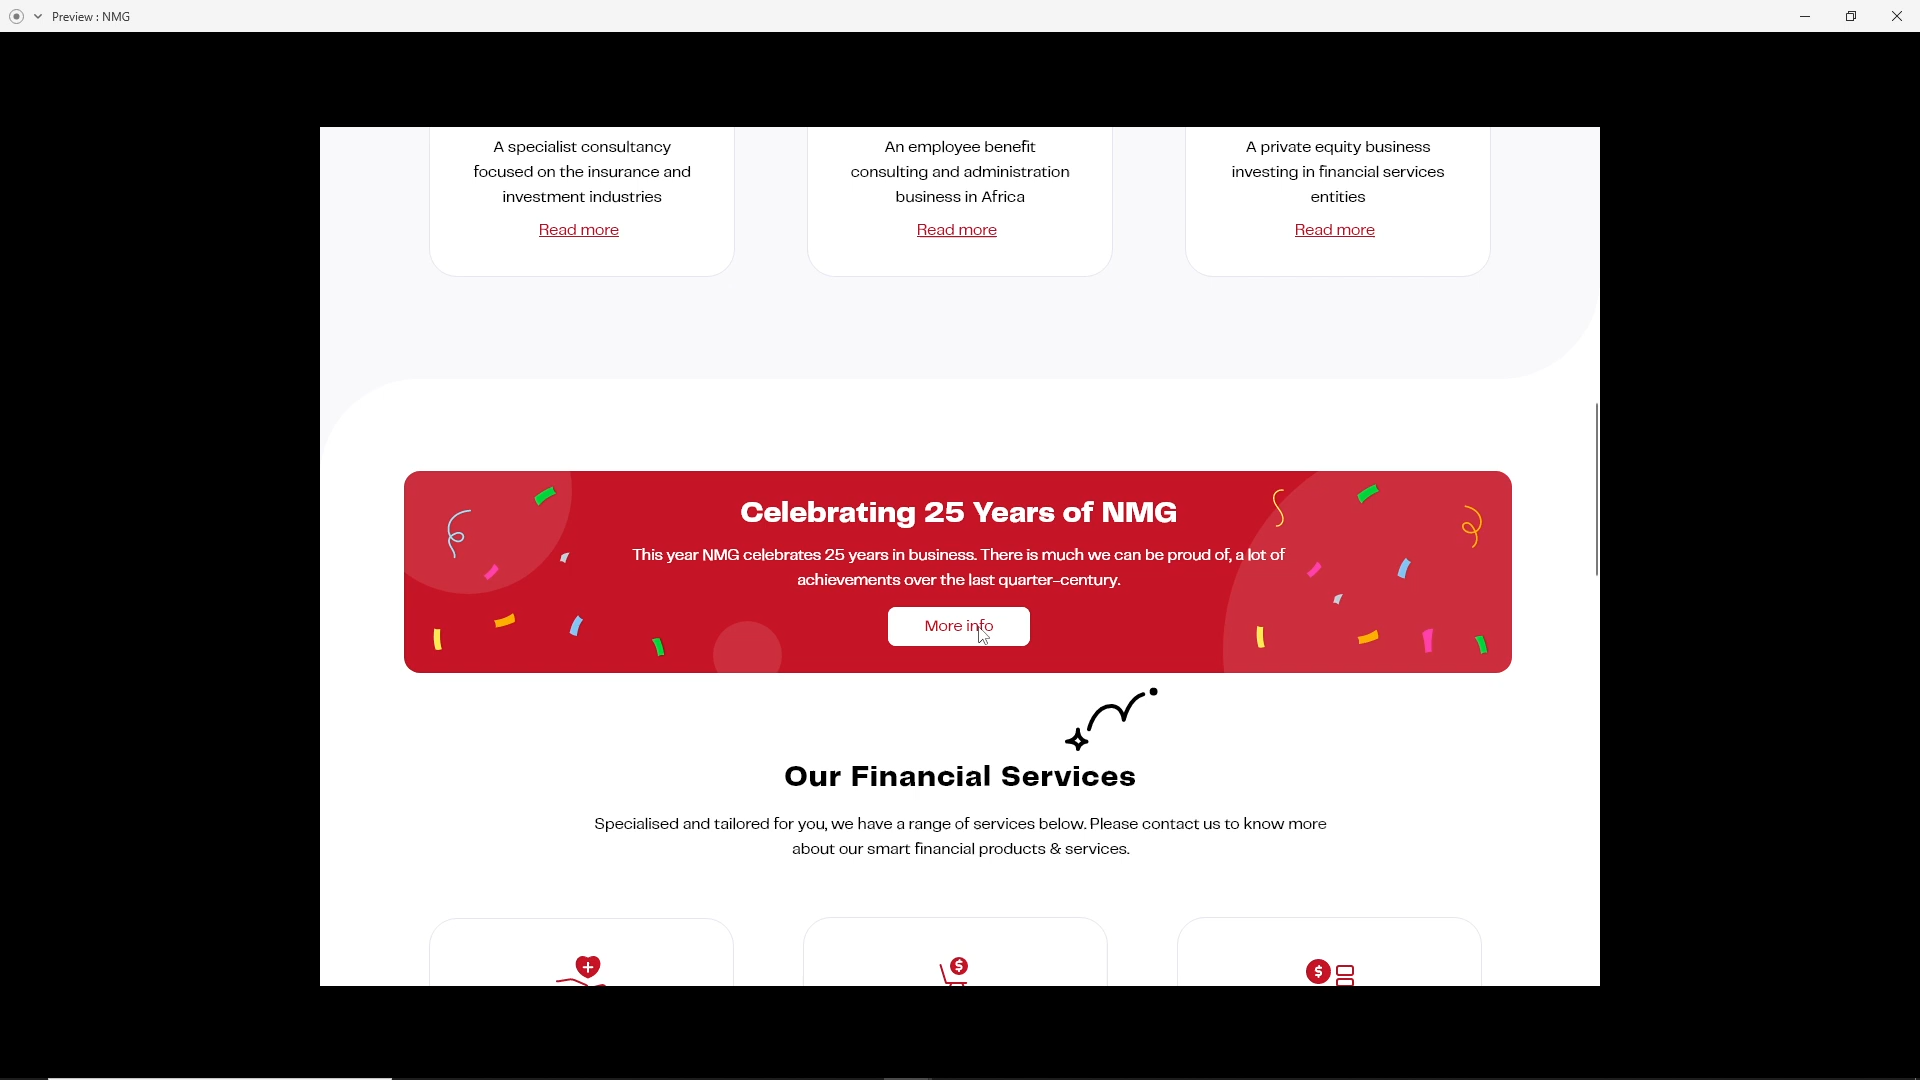 Preview : NMG
A specialist consultancy
focused on the insurance and
investment industries
Read more
An employee benefit
consulting and administration
business in Africa
Read more
A private equity business
investing in financial services
entities
Read more
Celebrating 25 Years of NMG
This year NMG celebrates 25 years in business. There is much we can be proud of, a lot of
achievements over the last quarter-century.
More info
Our Financial Services
Specialised and tailored for you, we have a range of services below. Please contact us to know more
about our smart financial products & services.
$
$